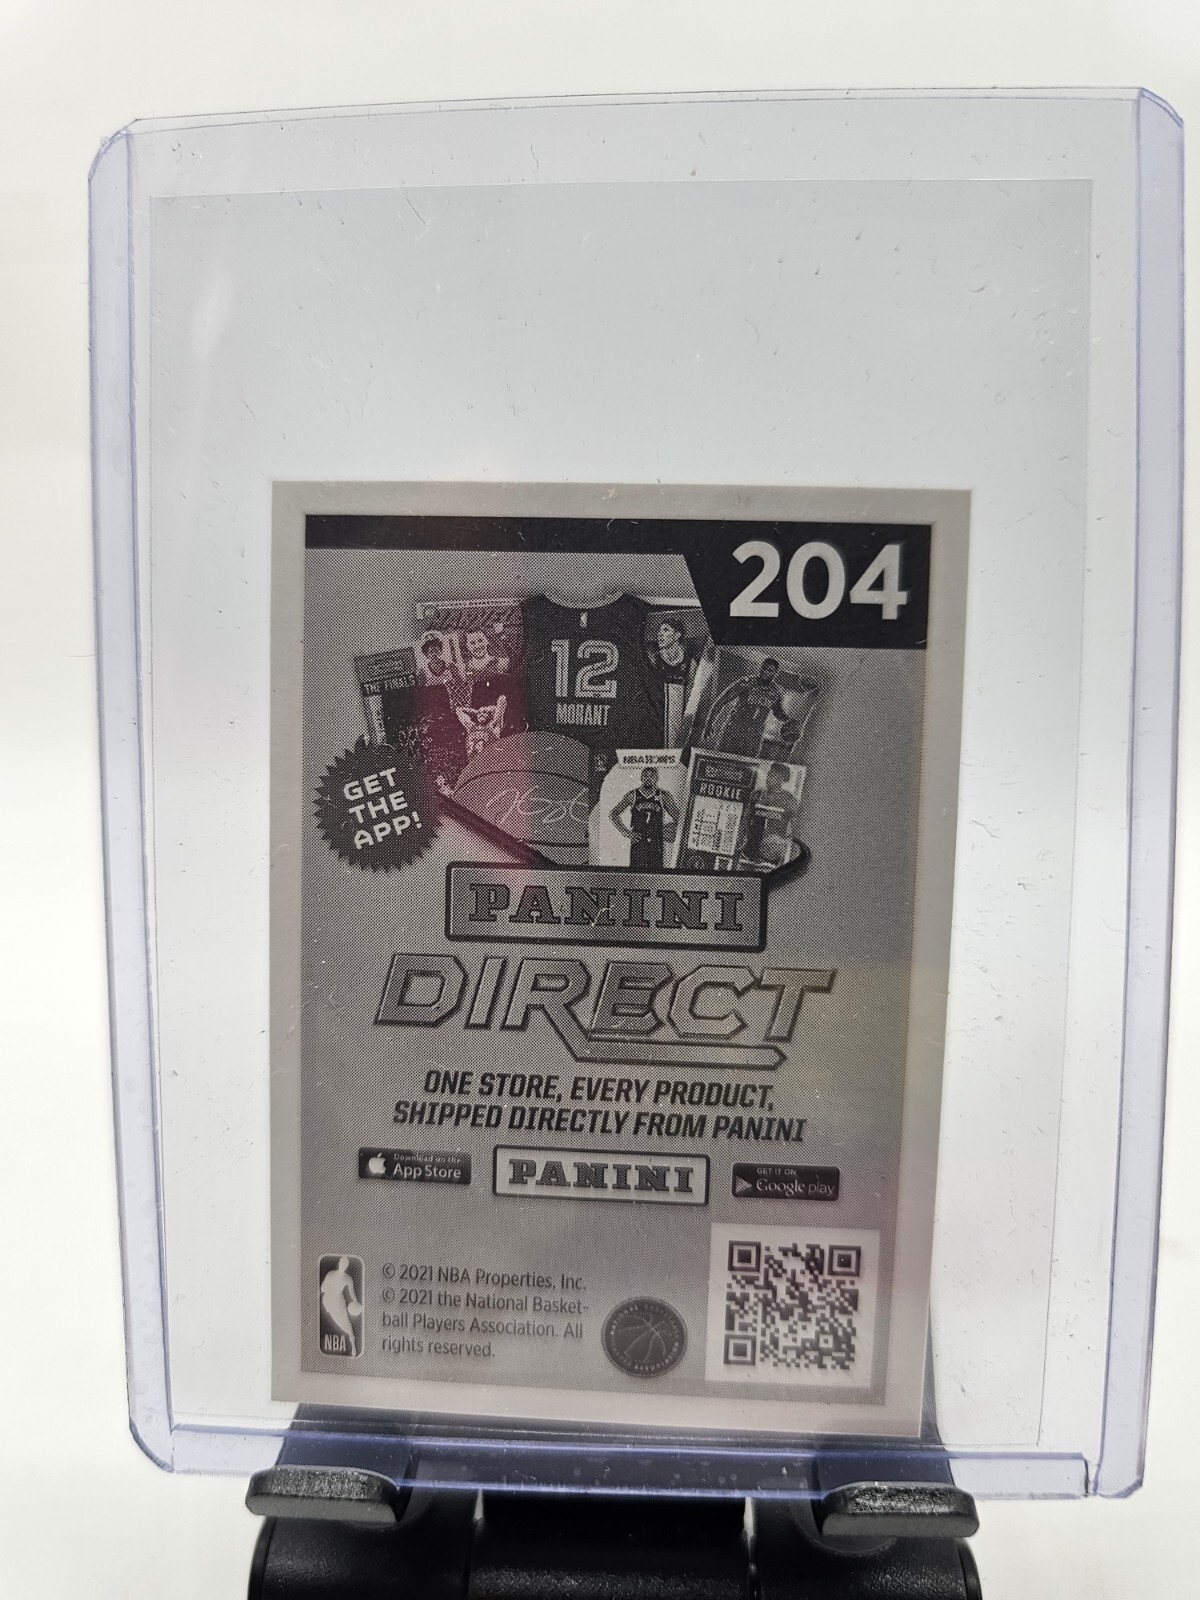 204
THE FINALS
12
MORANT
NBA HOOPS
ROOKIE
GET
THE
APP!
PANINI
DIRECT
ONE STORE, EVERY PRODUCT,
SHIPPED DIRECTLY FROM PANINI
Download on the
App Store
PANINI
GET IT ON
Google play
© 2021 NBA Properties, Inc.
© 2021 the National Basket-
ball Players Association. All
rights reserved.
NBA